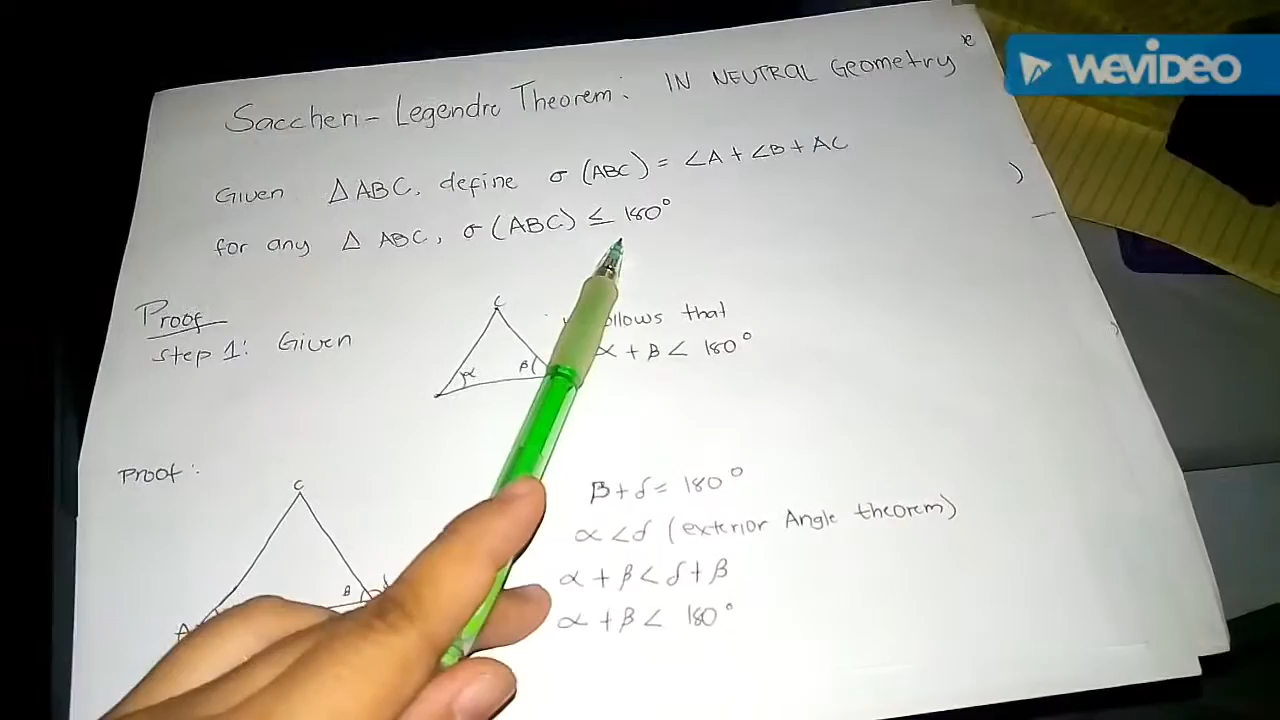 WEVIDEO
Saccheri-Legendre Theorem: IN NEUTRAL Geometry
Given △ABC, define σ(ABC) = ∠A + ∠B + AC
for any △ ABC, σ(ABC) ≤ 180°
Proof
Step 1: Given
C
follows that
α β
α + β < 180°
Proof:
C
β + δ = 180°
α < δ (exterior Angle theorem)
α + β < δ + β
A β
α + β < 180°